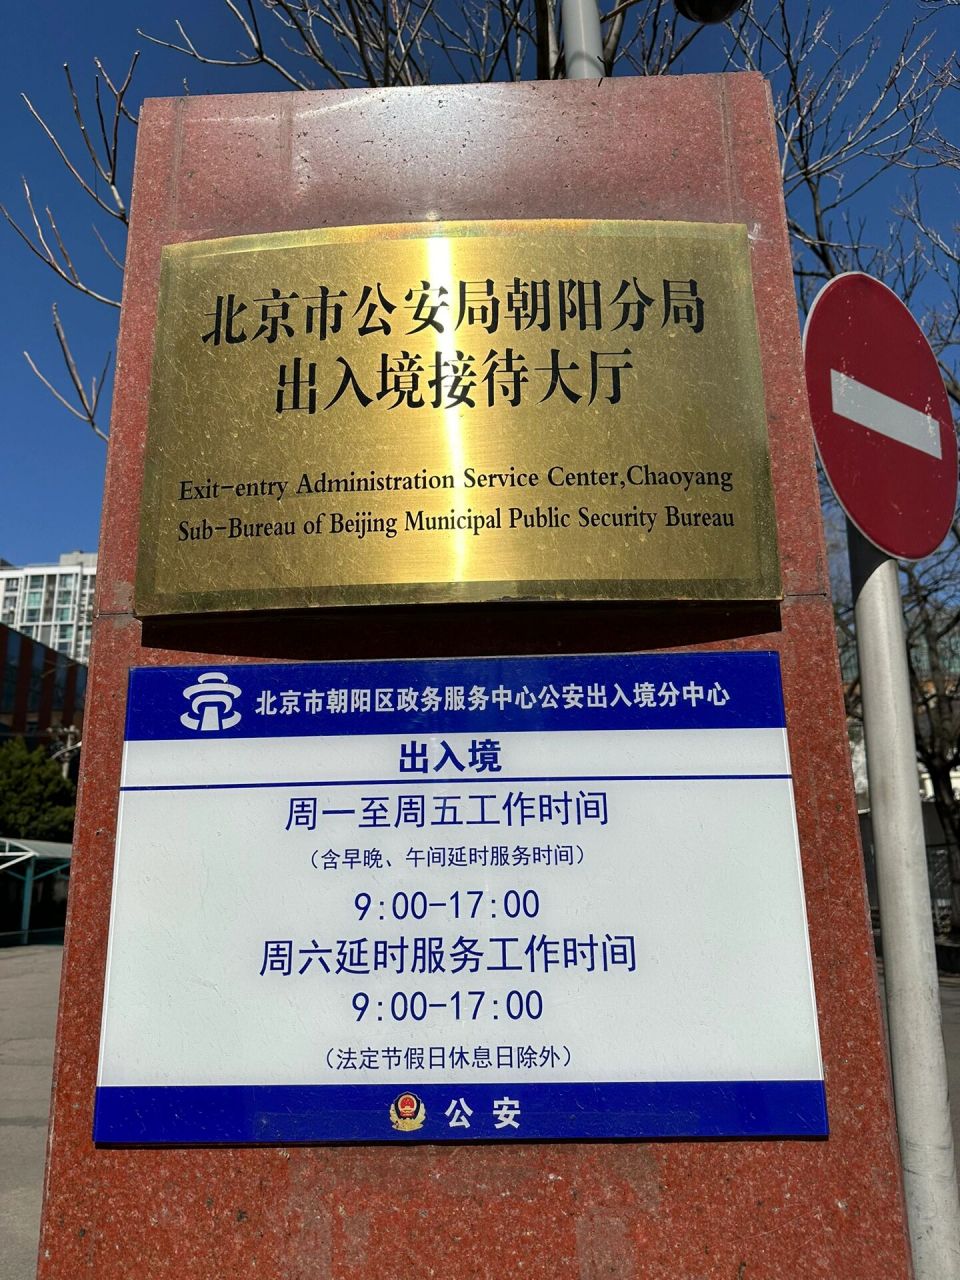 北京市公安局朝阳分局
出入境接待大厅
Exit-entry Administration Service Center,Chaoyang
Sub-Bureau of Beijing Municipal Public Security Bureau
北京市朝阳区政务服务中心公安出入境分中心
出入境
周一至周五工作时间
（含早晚、午间延时服务时间）
9:00-17:00
周六延时服务工作时间
9:00-17:00
（法定节假日休息日除外）
公安